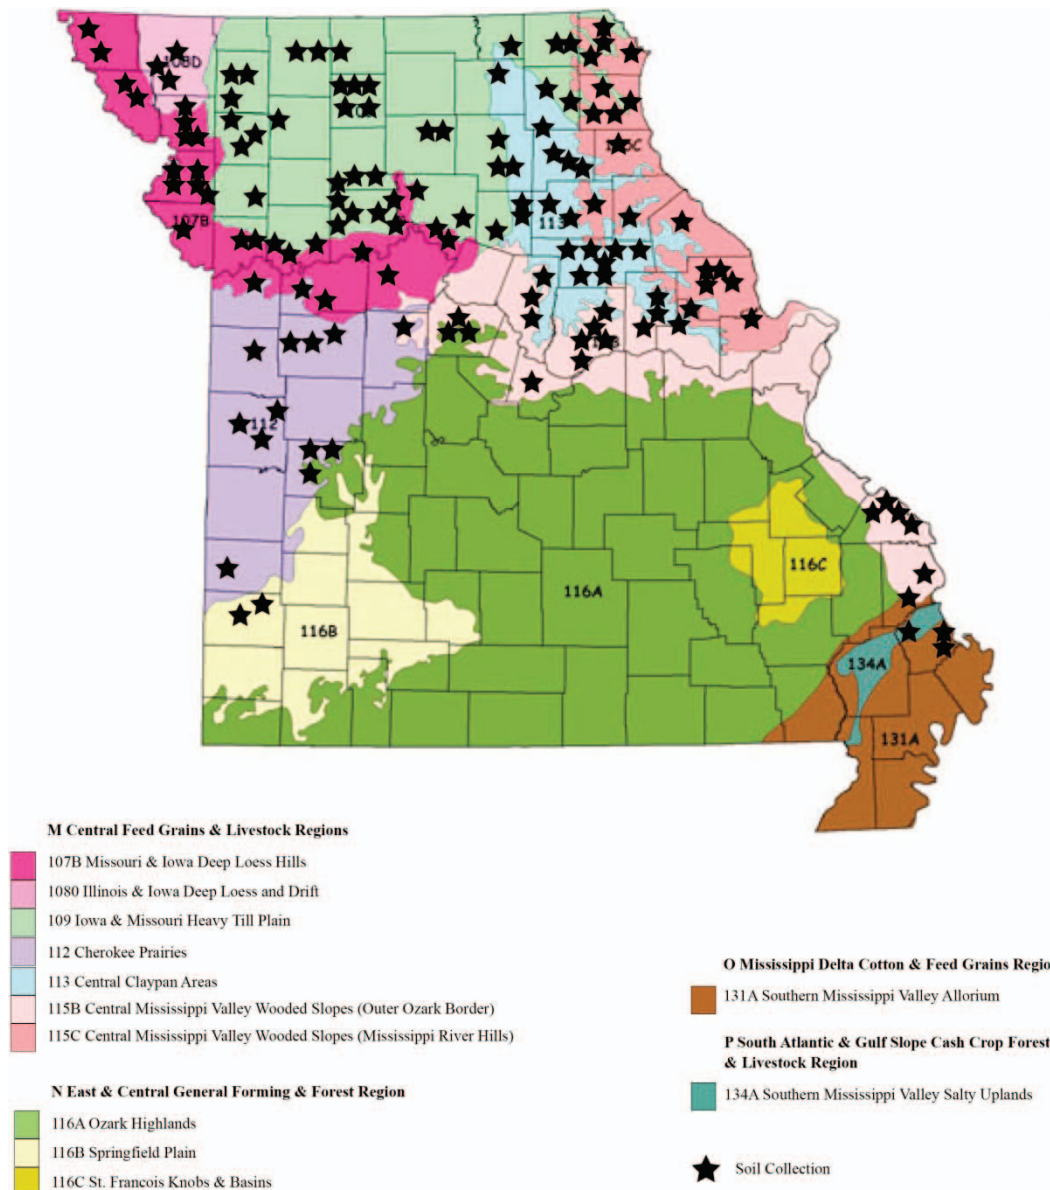 108D
109
115C
107B
113
115B
112
116C
116A
116B
134A
131A
M Central Feed Grains & Livestock Regions
107B Missouri & Iowa Deep Loess Hills
1080 Illinois & Iowa Deep Loess and Drift
109 Iowa & Missouri Heavy Till Plain
112 Cherokee Prairies
113 Central Claypan Areas
115B Central Mississippi Valley Wooded Slopes (Outer Ozark Border)
115C Central Mississippi Valley Wooded Slopes (Mississippi River Hills)
N East & Central General Forming & Forest Region
116A Ozark Highlands
116B Springfield Plain
116C St. Francois Knobs & Basins
O Mississippi Delta Cotton & Feed Grains Regio
131A Southern Mississippi Valley Allorium
P South Atlantic & Gulf Slope Cash Crop Forest
& Livestock Region
134A Southern Mississippi Valley Salty Uplands
Soil Collection